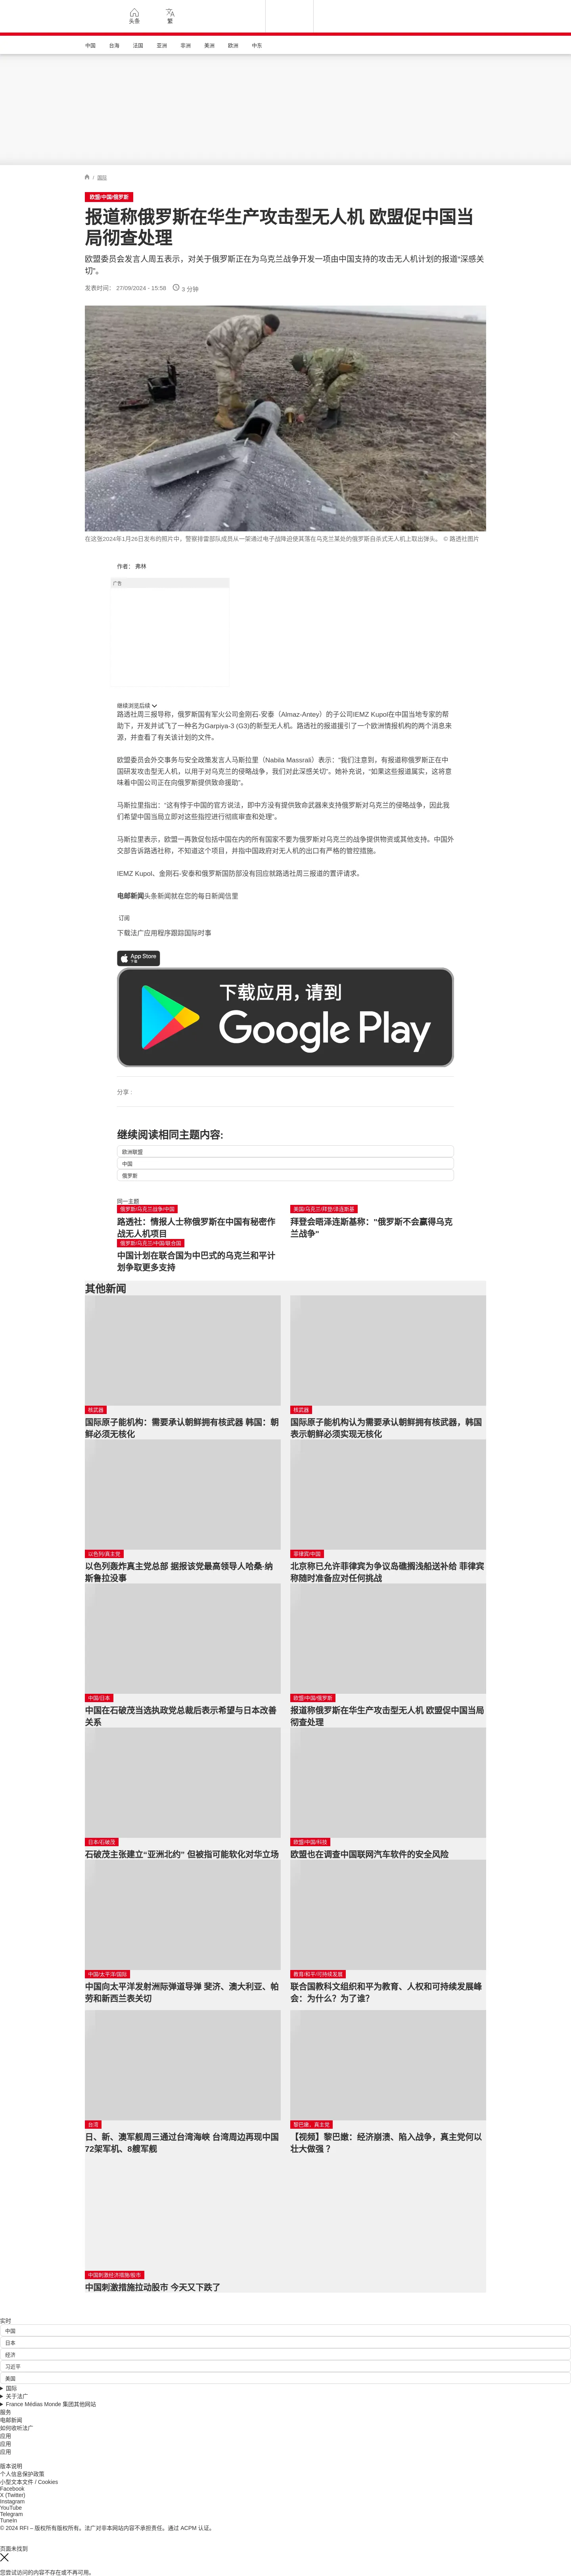 头条
繁
中国 台海 法国 亚洲 非洲 美洲 欧洲 中东
/ 国际
欧盟/中国/俄罗斯
报道称俄罗斯在华生产攻击型无人机 欧盟促中国当
局彻查处理
欧盟委员会发言人周五表示，对关于俄罗斯正在为乌克兰战争开发一项由中国支持的攻击无人机计划的报道“深感关
切”。
发表时间： 27/09/2024 - 15:58 3 分钟
在这张2024年1月26日发布的照片中，警察排雷部队成员从一架通过电子战降迫使其落在乌克兰某处的俄罗斯自杀式无人机上取出弹头。 © 路透社图片
作者： 弗林
广告
继续浏览后续
路透社周三报导称，俄罗斯国有军火公司金刚石-安泰（Almaz-Antey）的子公司IEMZ Kupol在中国当地专家的帮
助下，开发并试飞了一种名为Garpiya-3 (G3)的新型无人机。路透社的报道援引了一个欧洲情报机构的两个消息来
源，并查看了有关该计划的文件。
欧盟委员会外交事务与安全政策发言人马斯拉里（Nabila Massrali）表示：“我们注意到，有报道称俄罗斯正在中
国研发攻击型无人机，以用于对乌克兰的侵略战争，我们对此深感关切”。她补充说，“如果这些报道属实，这将意
味着中国公司正在向俄罗斯提供致命援助”。
马斯拉里指出：“这有悖于中国的官方说法，即中方没有提供致命武器来支持俄罗斯对乌克兰的侵略战争，因此我
们希望中国当局立即对这些指控进行彻底审查和处理”。
马斯拉里表示，欧盟一再敦促包括中国在内的所有国家不要为俄罗斯对乌克兰的战争提供物资或其他支持。中国外
交部告诉路透社称，不知道这个项目，并指中国政府对无人机的出口有严格的管控措施。
IEMZ Kupol、金刚石-安泰和俄罗斯国防部没有回应就路透社周三报道的置评请求。
电邮新闻头条新闻就在您的每日新闻信里
订阅
下载法广应用程序跟踪国际时事
App Store
下载应用，请到
Google Play
分享 :
继续阅读相同主题内容:
欧洲联盟
中国
俄罗斯
同一主题
俄罗斯/乌克兰战争/中国
路透社：情报人士称俄罗斯在中国有秘密作
战无人机项目
美国/乌克兰/拜登/泽连斯基
拜登会晤泽连斯基称：“俄罗斯不会赢得乌克
兰战争”
俄罗斯/乌克兰/中国/联合国
中国计划在联合国为中巴式的乌克兰和平计
划争取更多支持
其他新闻
核武器
国际原子能机构：需要承认朝鲜拥有核武器 韩国：朝
鲜必须无核化
核武器
国际原子能机构认为需要承认朝鲜拥有核武器，韩国
表示朝鲜必须实现无核化
以色列/真主党
以色列轰炸真主党总部 据报该党最高领导人哈桑·纳
斯鲁拉没事
菲律宾/中国
北京称已允许菲律宾为争议岛礁搁浅船送补给 菲律宾
称随时准备应对任何挑战
中国/日本
中国在石破茂当选执政党总裁后表示希望与日本改善
关系
欧盟/中国/俄罗斯
报道称俄罗斯在华生产攻击型无人机 欧盟促中国当局
彻查处理
日本/石破茂
石破茂主张建立“亚洲北约” 但被指可能软化对华立场
欧盟/中国/科技
欧盟也在调查中国联网汽车软件的安全风险
中国/太平洋/国际
中国向太平洋发射洲际弹道导弹 斐济、澳大利亚、帕
劳和新西兰表关切
教育/和平/可持续发展
联合国教科文组织和平为教育、人权和可持续发展峰
会：为什么？为了谁？
台湾
日、新、澳军舰周三通过台湾海峡 台湾周边再现中国
72架军机、8艘军舰
黎巴嫩，真主党
【视频】黎巴嫩：经济崩溃、陷入战争，真主党何以
壮大做强 ？
中国刺激经济措施/股市
中国刺激措施拉动股市 今天又下跌了
实时
中国
日本
经济
习近平
美国
国际
关于法广
France Médias Monde 集团其他网站
服务
电邮新闻
如何收听法广
应用
应用
应用
版本说明
个人信息保护政策
小型文本文件 / Cookies
Facebook
X (Twitter)
Instagram
YouTube
Telegram
TuneIn
© 2024 RFI – 版权所有版权所有。法广对非本网站内容不承担责任。通过 ACPM 认证。
页面未找到
您尝试访问的内容不存在或不再可用。